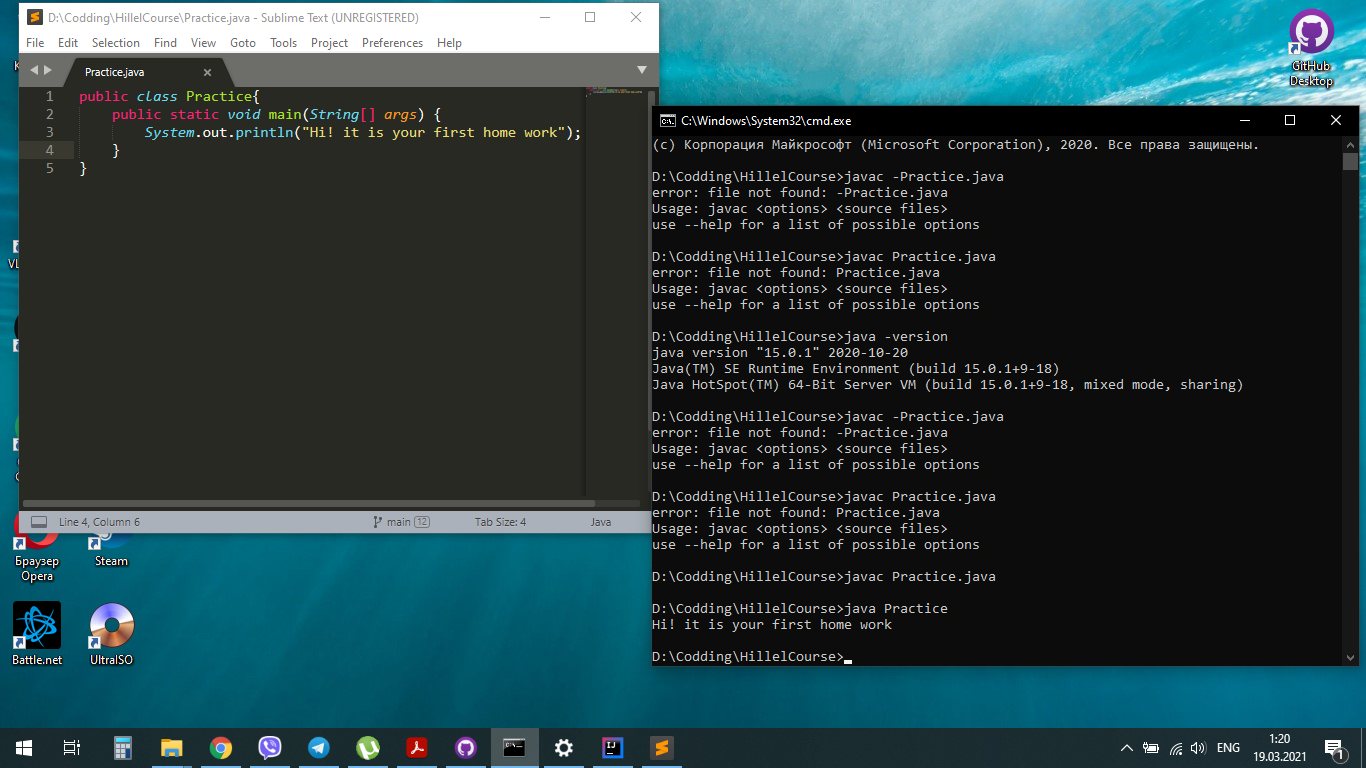 D:\Codding\HillelCourse\Practice.java - Sublime Text (UNREGISTERED)
File Edit Selection Find View Goto Tools Project Preferences Help
Practice.java
1 public class Practice{
2 public static void main(String[] args) {
3 System.out.println("Hi! it is your first home work");
4 }
5 }
Line 4, Column 6
main 12
Tab Size: 4
Java
GitHub
Desktop
C:\Windows\System32\cmd.exe
(c) Корпорация Майкрософт (Microsoft Corporation), 2020. Все права защищены.
D:\Codding\HillelCourse>javac -Practice.java
error: file not found: -Practice.java
Usage: javac <options> <source files>
use --help for a list of possible options
D:\Codding\HillelCourse>javac Practice.java
error: file not found: Practice.java
Usage: javac <options> <source files>
use --help for a list of possible options
D:\Codding\HillelCourse>java -version
java version "15.0.1" 2020-10-20
Java(TM) SE Runtime Environment (build 15.0.1+9-18)
Java HotSpot(TM) 64-Bit Server VM (build 15.0.1+9-18, mixed mode, sharing)
D:\Codding\HillelCourse>javac -Practice.java
error: file not found: -Practice.java
Usage: javac <options> <source files>
use --help for a list of possible options
D:\Codding\HillelCourse>javac Practice.java
error: file not found: Practice.java
Usage: javac <options> <source files>
use --help for a list of possible options
D:\Codding\HillelCourse>javac Practice.java
D:\Codding\HillelCourse>java Practice
Hi! it is your first home work
D:\Codding\HillelCourse>
Браузер
Opera
Steam
Battle.net
UltraISO
ENG
1:20
19.03.2021
1